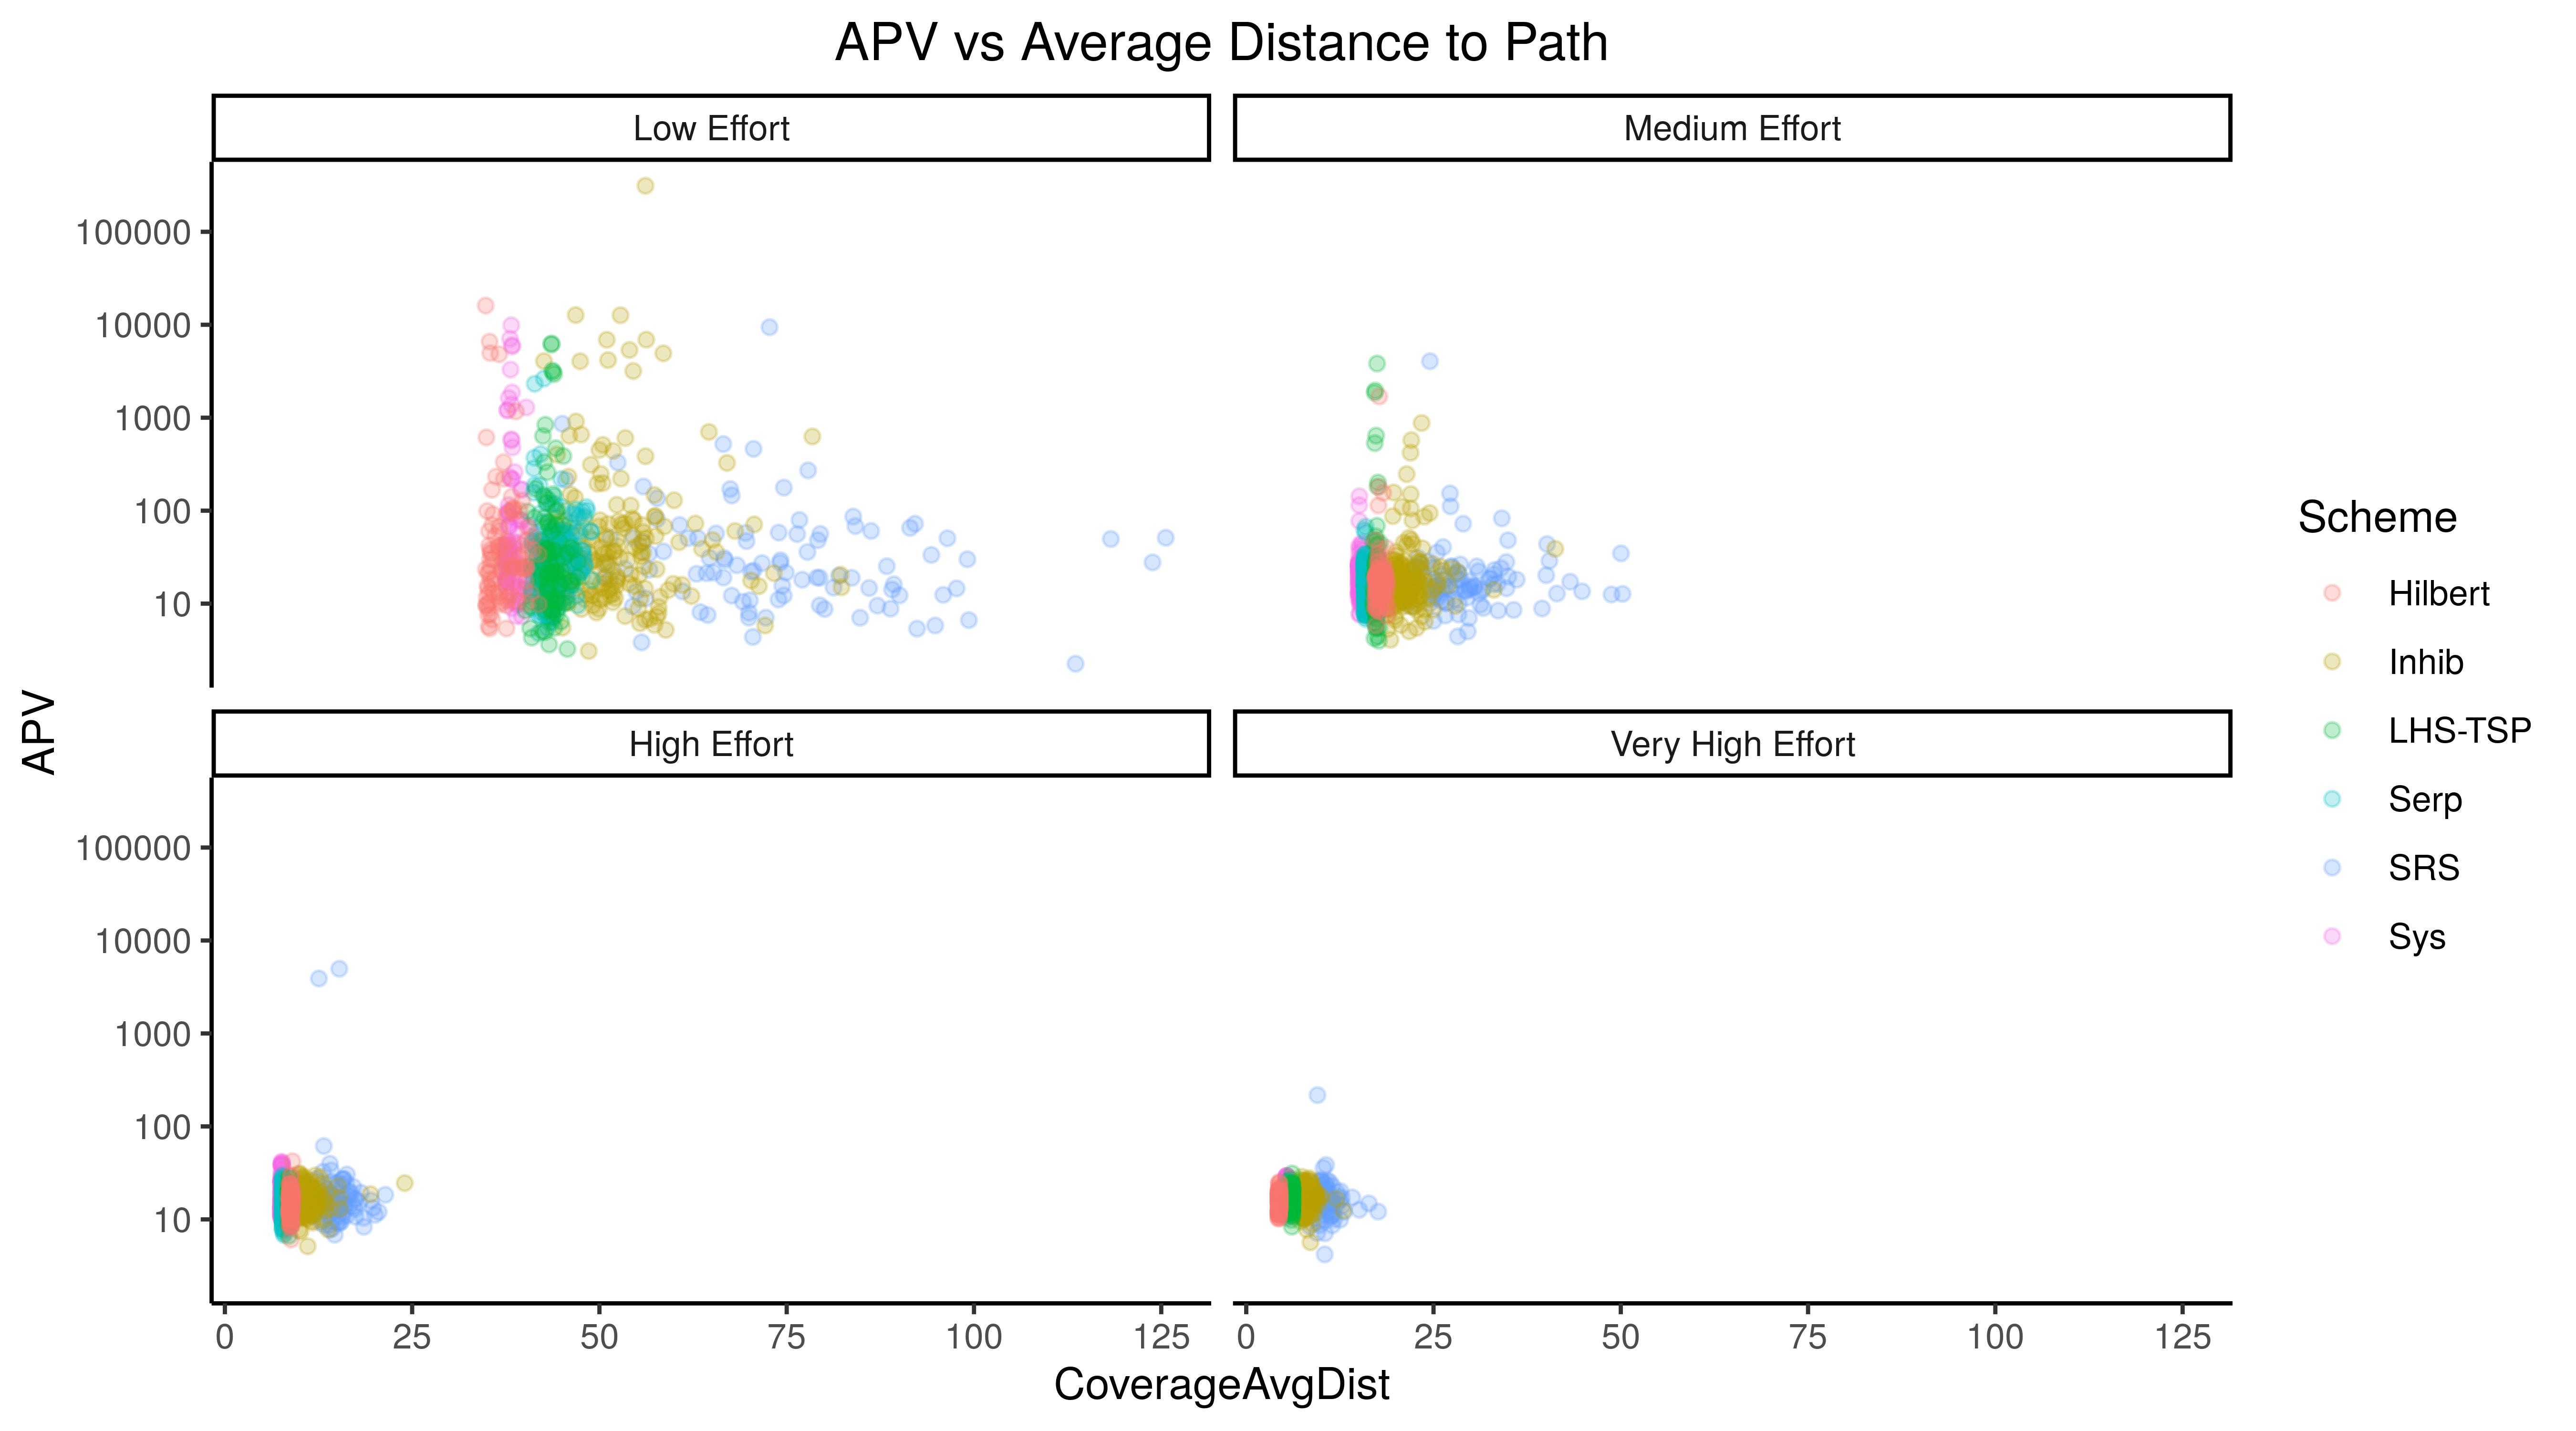 APV vs Average Distance to Path
Low Effort
Medium Effort
100000
10000
1000
100
10
High Effort
Very High Effort
100000
10000
1000
100
10
0 25 50 75 100 125
0 25 50 75 100 125
CoverageAvgDist
APV
Scheme
Hilbert
Inhib
LHS-TSP
Serp
SRS
Sys